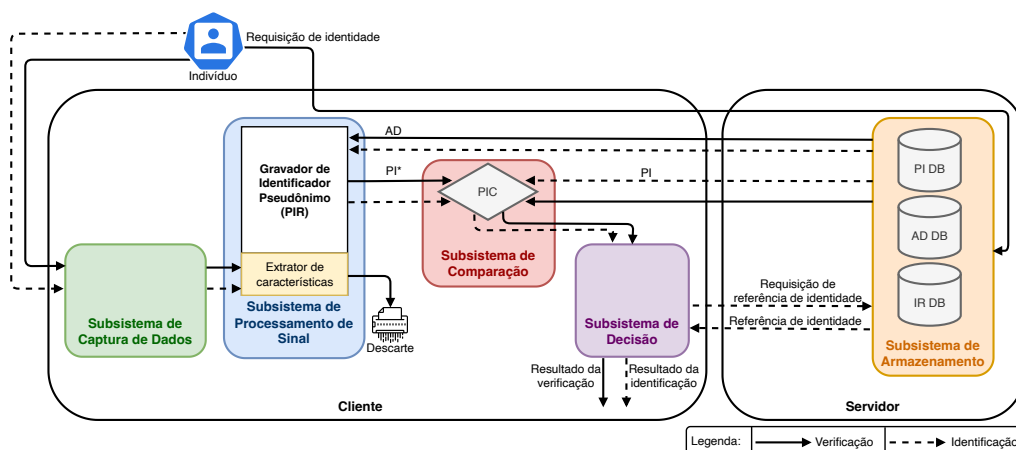 Requisição de identidade
Indivíduo
AD
PI*
PI
Gravador de
Identificador
Pseudônimo
(PIR)
PIC
PI DB
AD DB
IR DB
Extrator de
características
Subsistema de
Comparação
Subsistema de
Captura de Dados
Subsistema de
Processamento de
Sinal
Descarte
Subsistema de
Decisão
Requisição de
referência de identidade
Referência de identidade
Subsistema de
Armazenamento
Resultado da
verificação
Resultado da
identificação
Cliente
Servidor
Legenda:
Verificação
Identificação